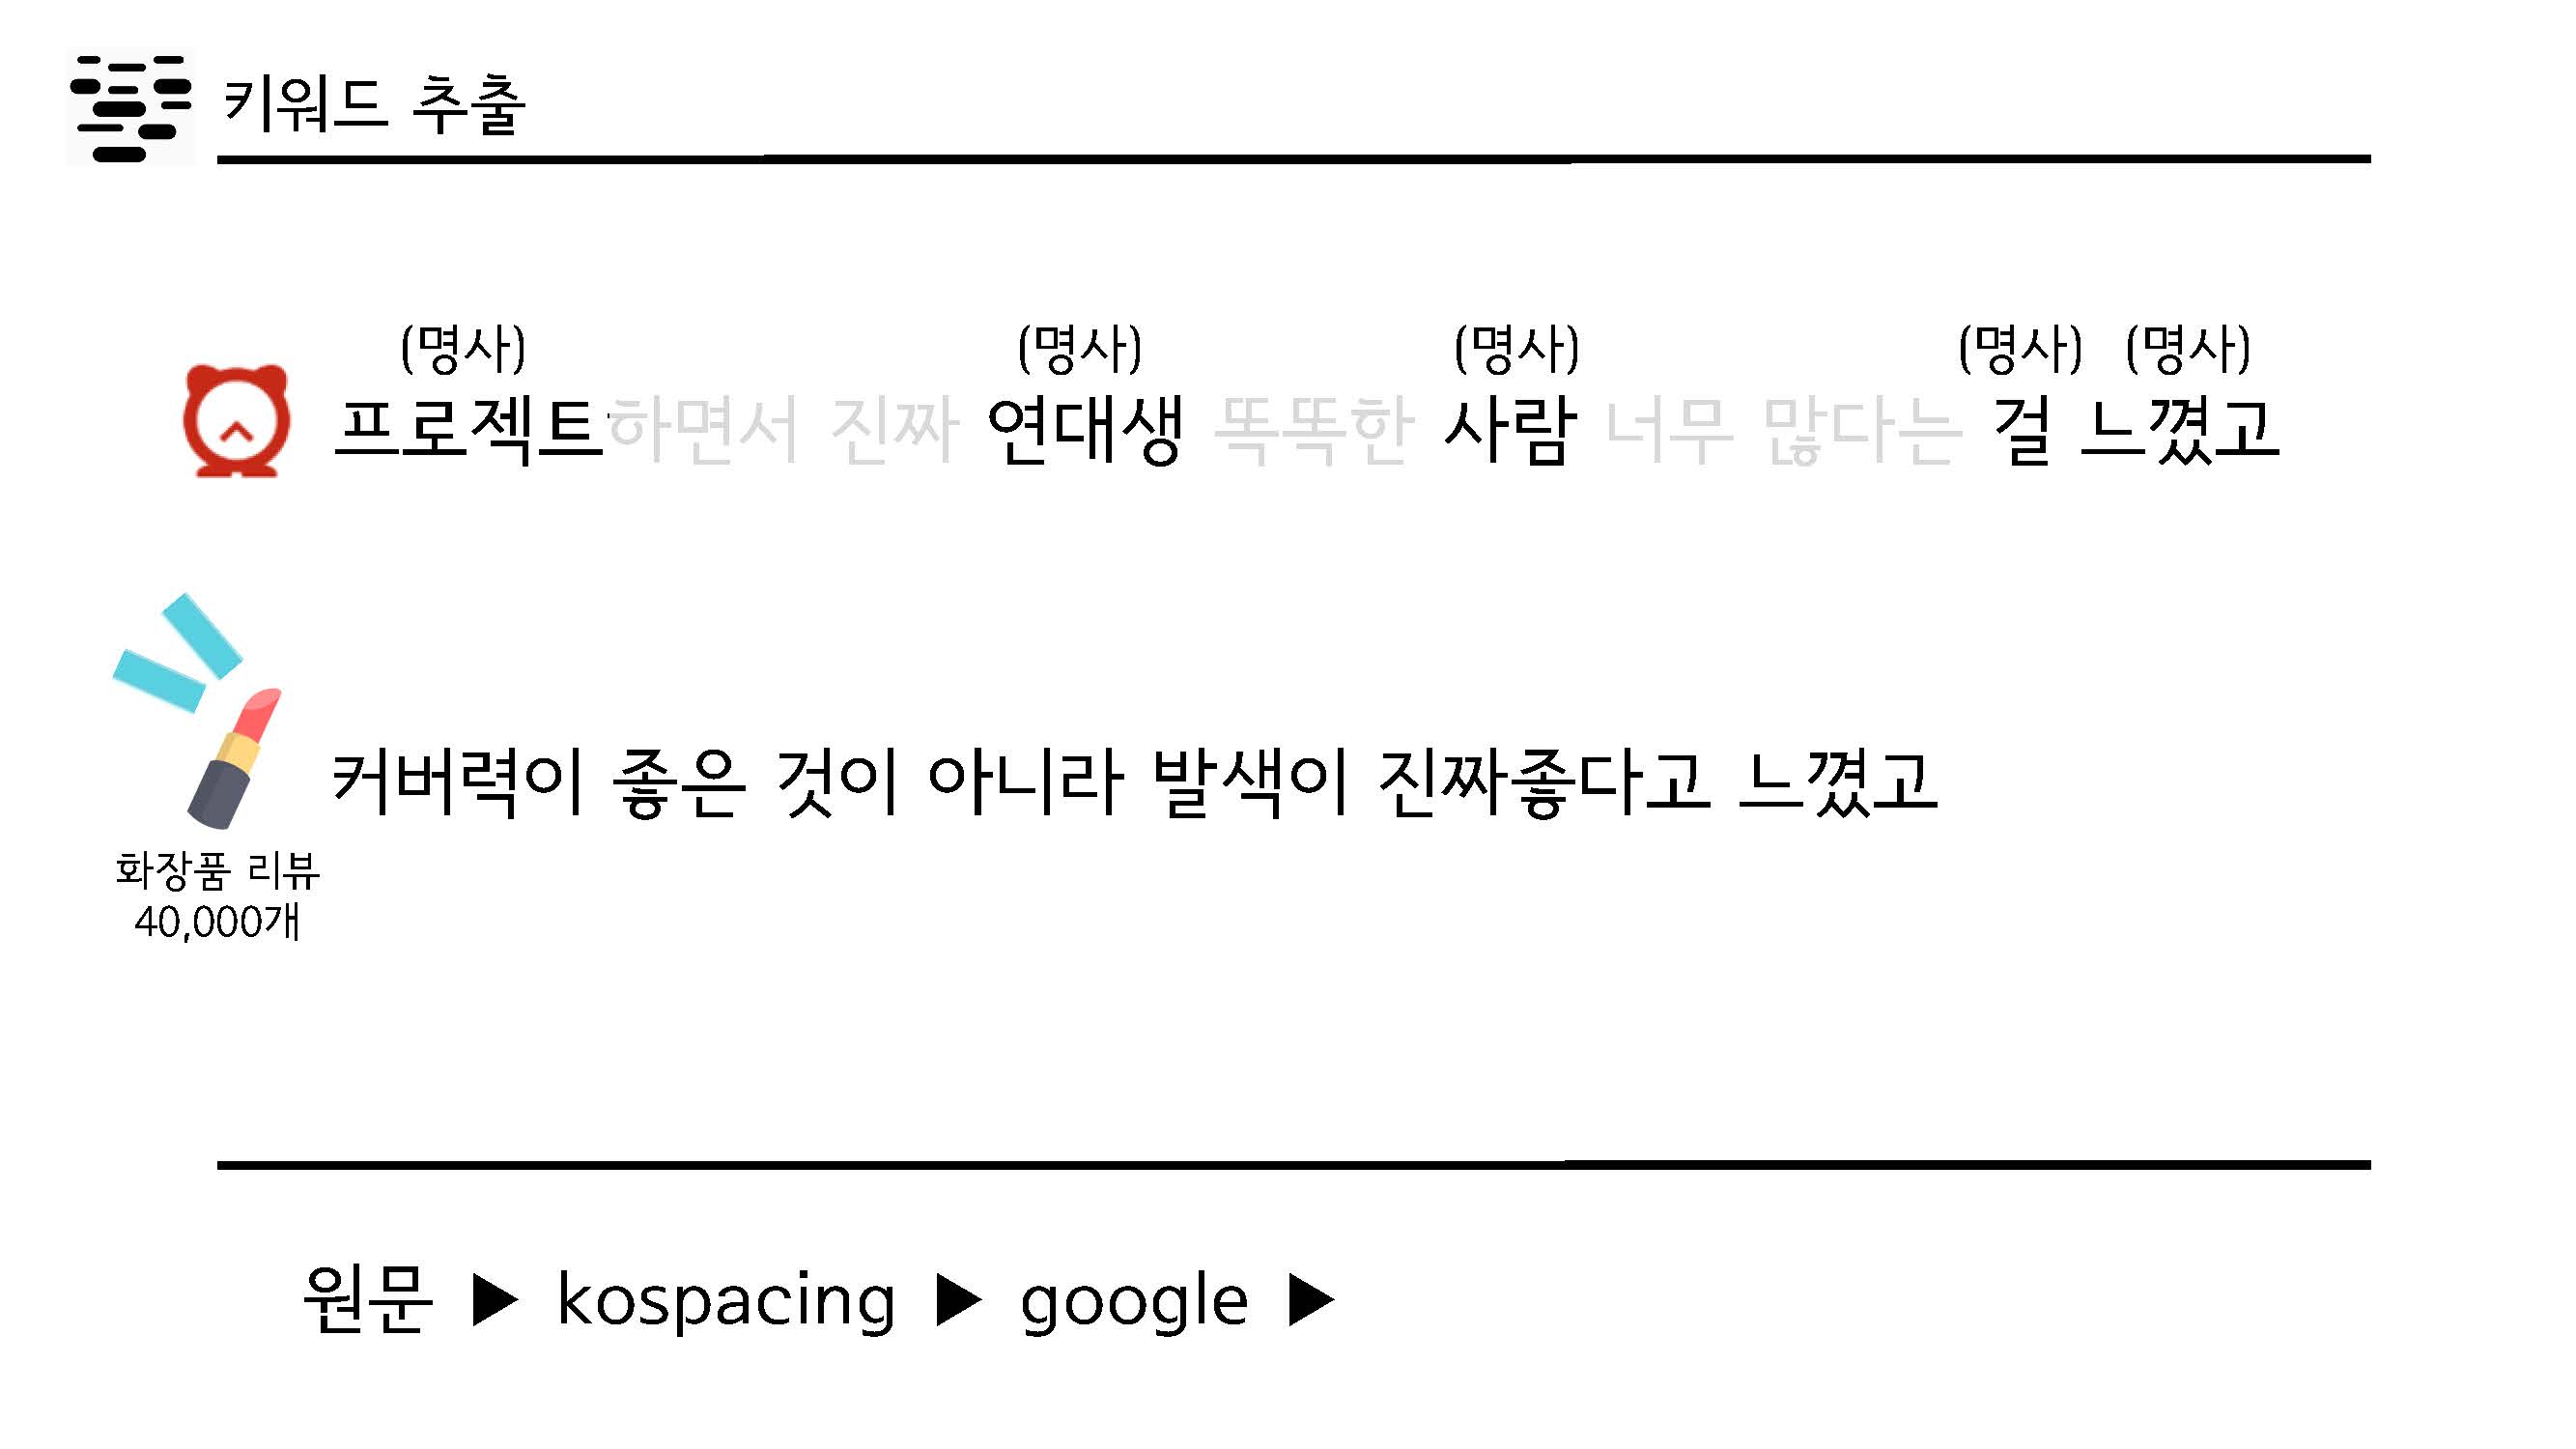 키워드 추출
(명사) (명사) (명사) (명사) (명사)
프로젝트하면서 진짜 연대생 똑똑한 사람 너무 많다는 걸 느꼈고
커버력이 좋은 것이 아니라 발색이 진짜좋다고 느꼈고
화장품 리뷰
40,000개
원문 ▶ kospacing ▶ google ▶